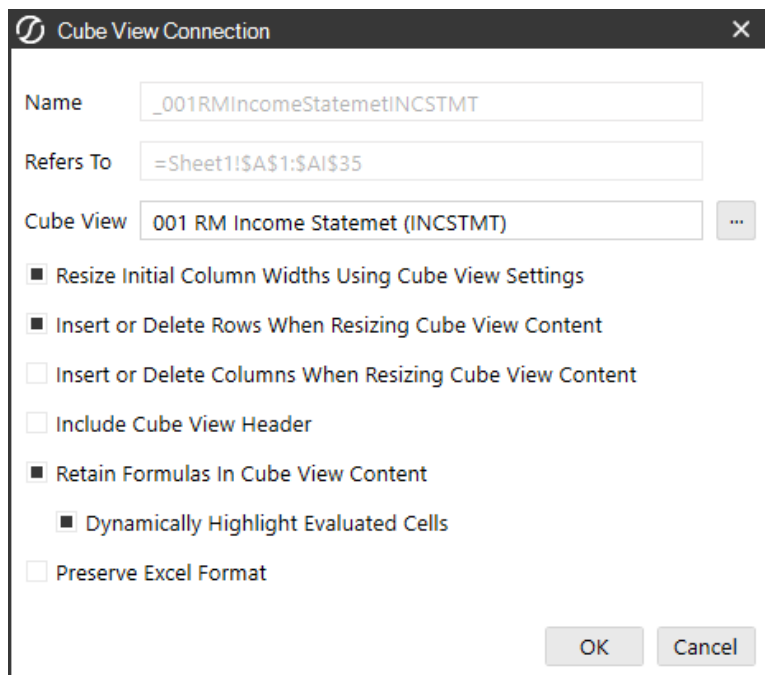 Cube View Connection
Name _001RMIncomeStatemetINCSTMT
Refers To =Sheet1!$A$1:$AI$35
Cube View 001 RM Income Statemet (INCSTMT) ...
Resize Initial Column Widths Using Cube View Settings
Insert or Delete Rows When Resizing Cube View Content
Insert or Delete Columns When Resizing Cube View Content
Include Cube View Header
Retain Formulas In Cube View Content
Dynamically Highlight Evaluated Cells
Preserve Excel Format
OK Cancel